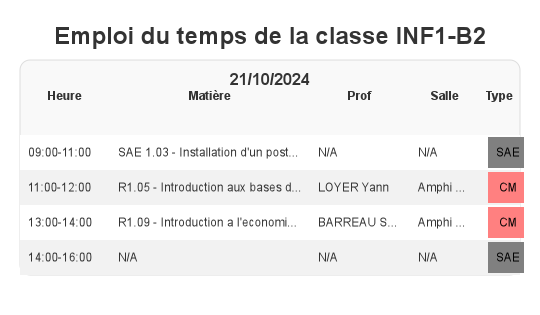 Emploi du temps de la classe INF1-B2
21/10/2024
Heure Matière Prof Salle Type
09:00-11:00 SAE 1.03 - Installation d'un post... N/A N/A SAE
11:00-12:00 R1.05 - Introduction aux bases d... LOYER Yann Amphi ... CM
13:00-14:00 R1.09 - Introduction a l'economi... BARREAU S... Amphi ... CM
14:00-16:00 N/A N/A N/A SAE